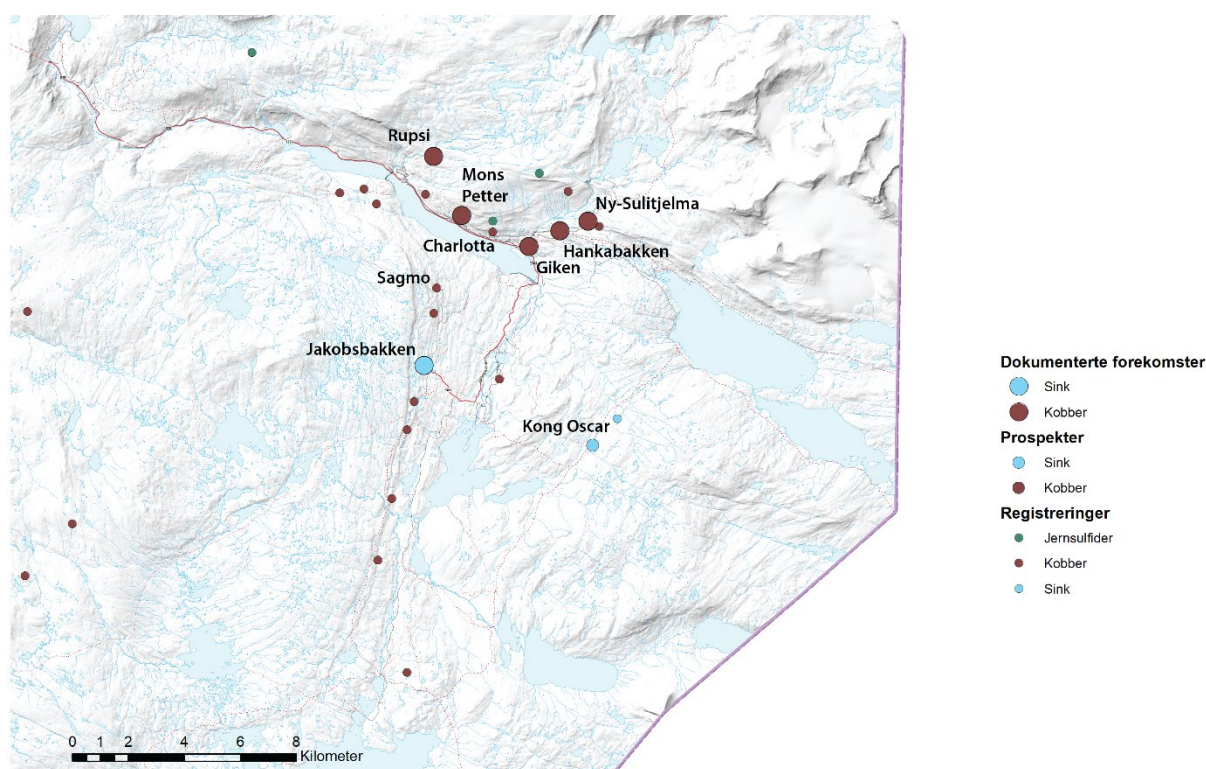 Rupsi
Mons
Petter
Ny-Sulitjelma
Charlotta
Hankabakken
Giken
Sagmo
Jakobsbakken
Kong Oscar
Dokumenterte forekomster
Sink
Kobber
Prospekter
Sink
Kobber
Registreringer
Jernsulfider
Kobber
Sink
0 1 2 4 6 8
Kilometer